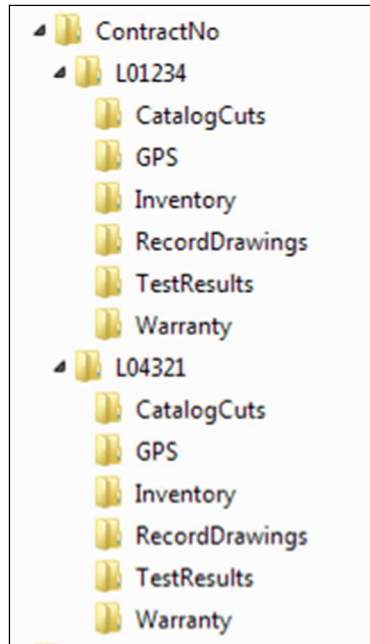 ContractNo
L01234
CatalogCuts
GPS
Inventory
RecordDrawings
TestResults
Warranty
L04321
CatalogCuts
GPS
Inventory
RecordDrawings
TestResults
Warranty